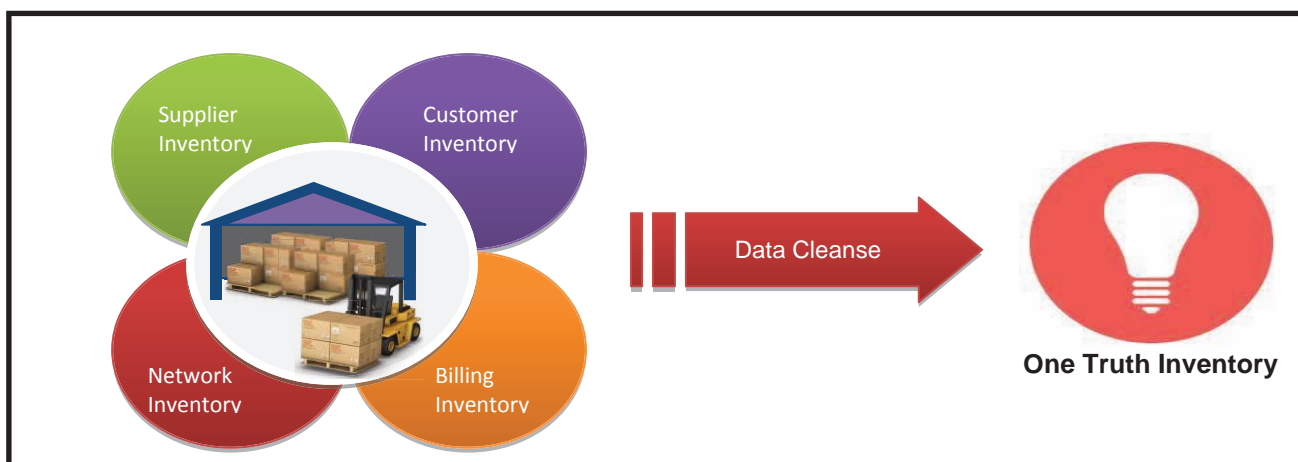 Supplier
Inventory
Customer
Inventory
Data Cleanse
One Truth Inventory
Network
Inventory
Billing
Inventory